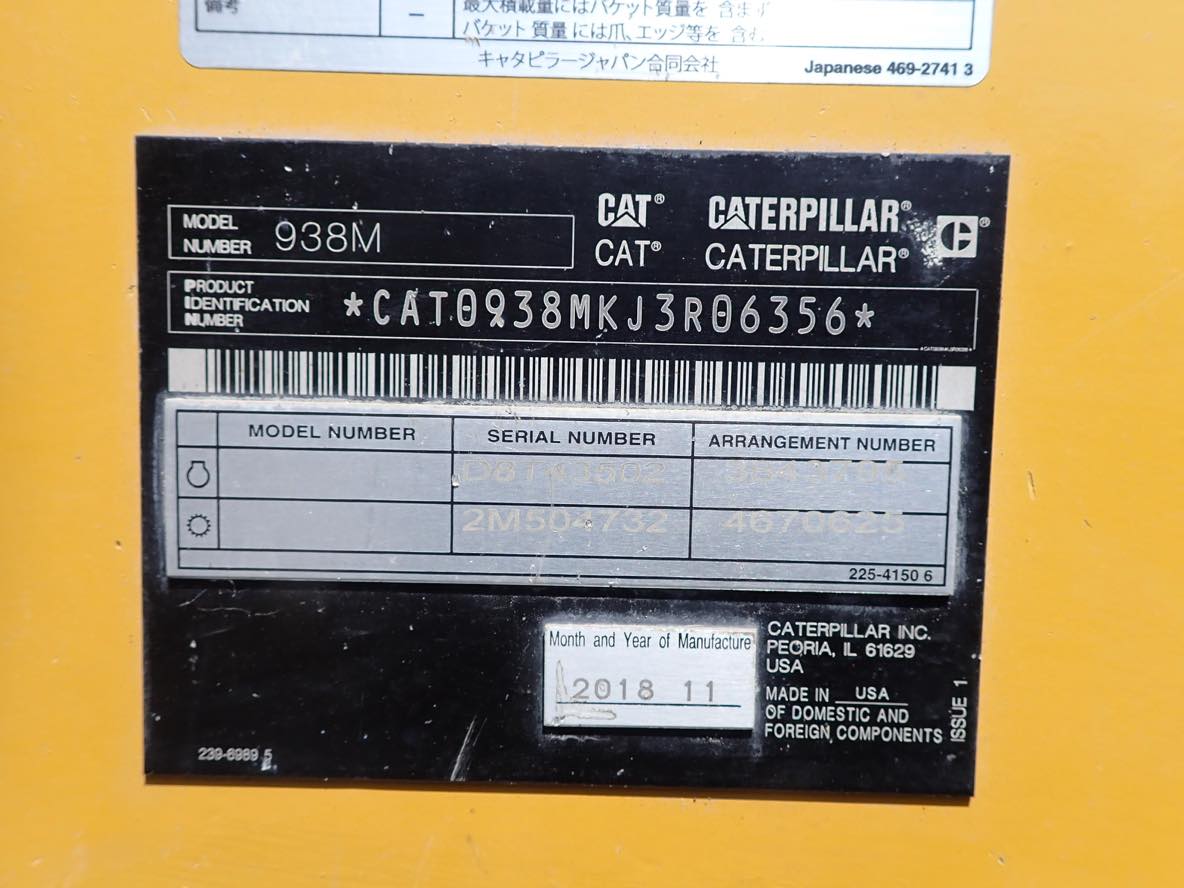 備考 － 最大積載量にはバケット質量を 含まず
バケット 質量 には爪、エッジ等を 含む
キャタピラージャパン合同会社 Japanese 469-2741 3
MODEL NUMBER 938M
CAT® CATERPILLAR®
CAT® CATERPILLAR®
PRODUCT IDENTIFICATION NUMBER *CAT0938MKJ3R06356*
MODEL NUMBER SERIAL NUMBER ARRANGEMENT NUMBER
D8T43502
2M504732 4670625
225-4150 6
Month and Year of Manufacture
2018 11
CATERPILLAR INC.
PEORIA, IL 61629
USA
MADE IN USA
OF DOMESTIC AND
FOREIGN COMPONENTS
ISSUE 1
239-6989 5